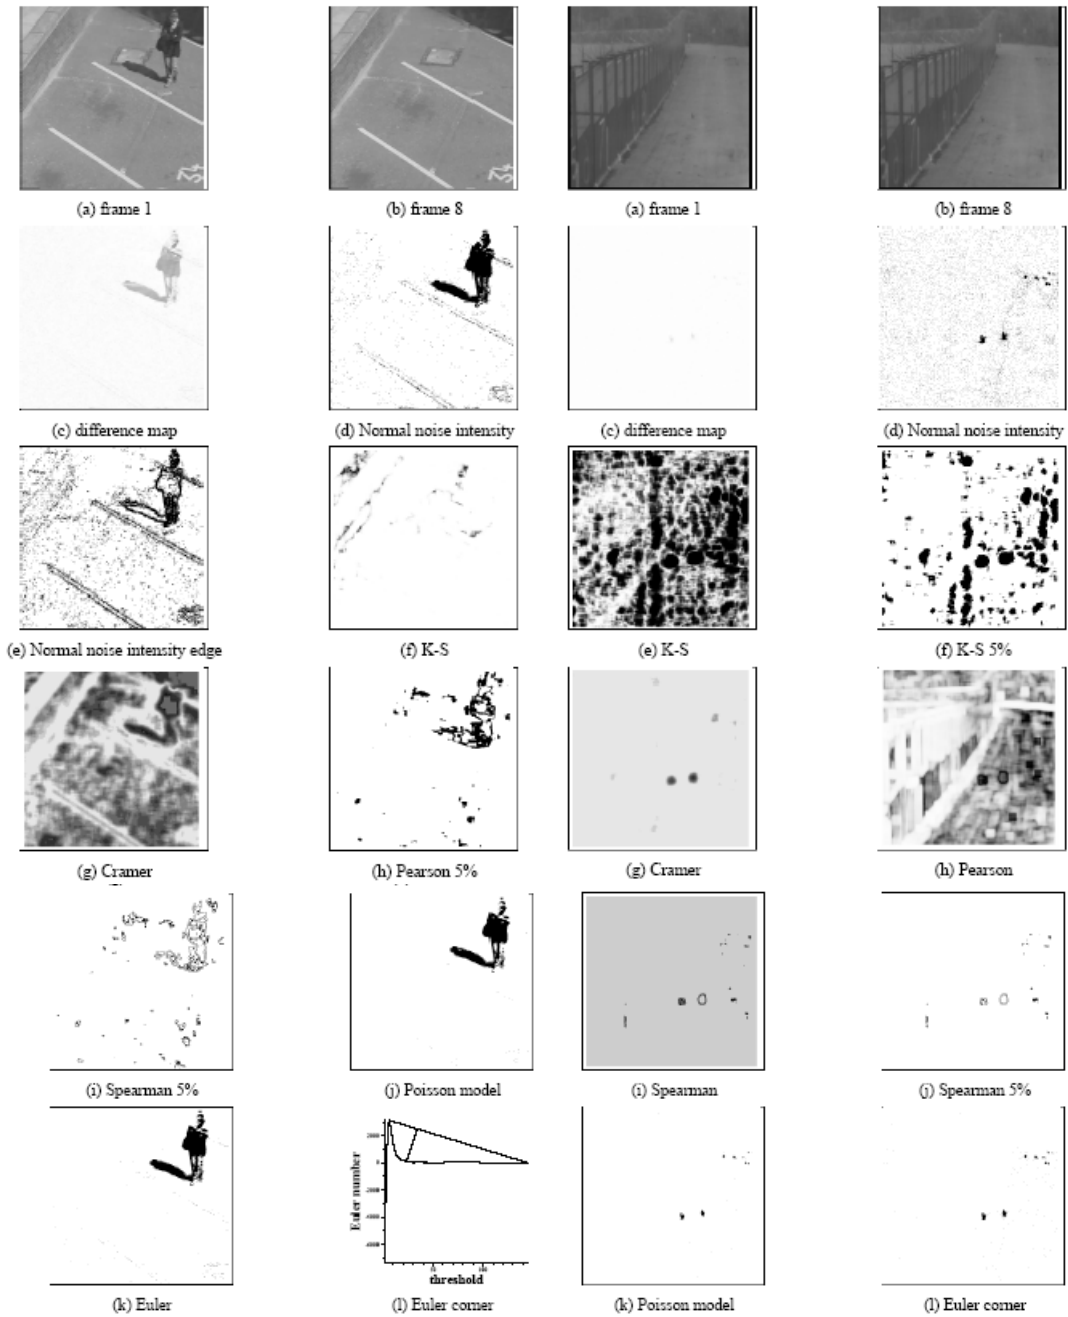 (a) frame 1
(b) frame 8
(a) frame 1
(b) frame 8
(c) difference map
(d) Normal noise intensity
(c) difference map
(d) Normal noise intensity
(e) Normal noise intensity edge
(f) K-S
(e) K-S
(f) K-S 5%
(g) Cramer
(h) Pearson 5%
(g) Cramer
(h) Pearson
(i) Spearman 5%
(j) Poisson model
(i) Spearman
(j) Spearman 5%
Euler number
threshold
(k) Euler
(l) Euler corner
(k) Poisson model
(l) Euler corner